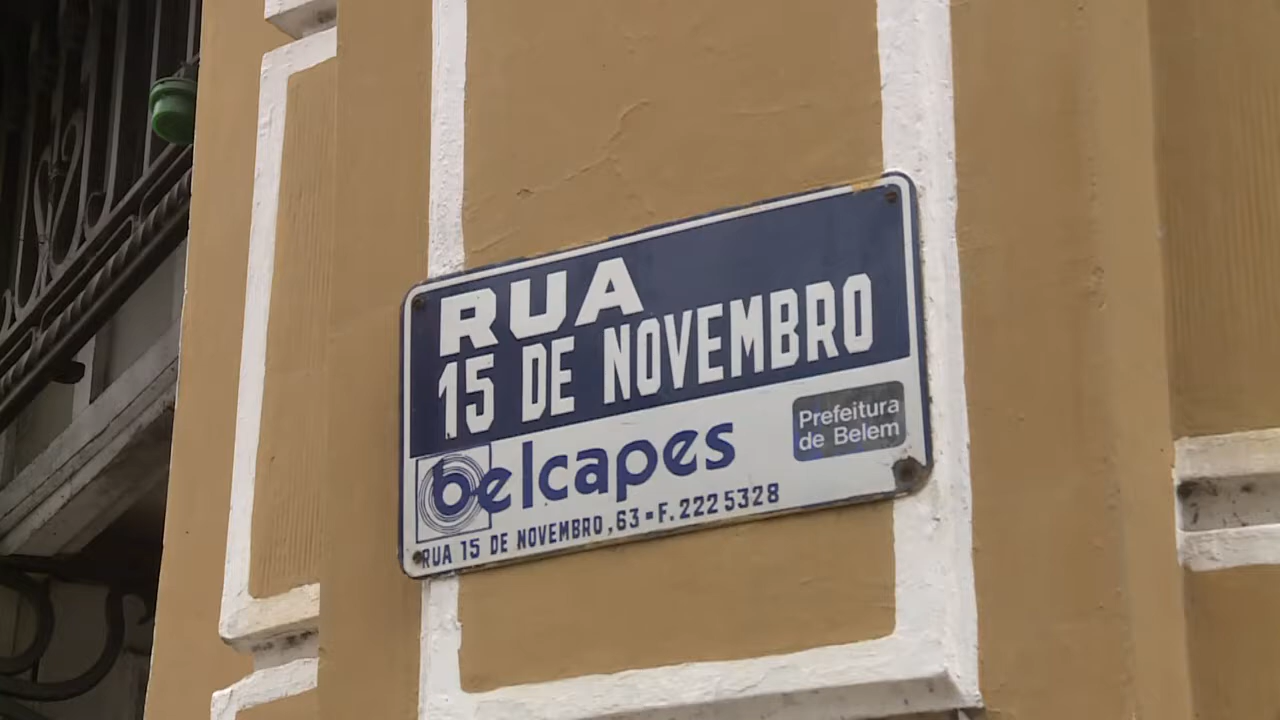 RUA
15 DE NOVEMBRO
belcapes
Prefeitura
de Belem
RUA 15 DE NOVEMBRO, 63 = F. 222 5328